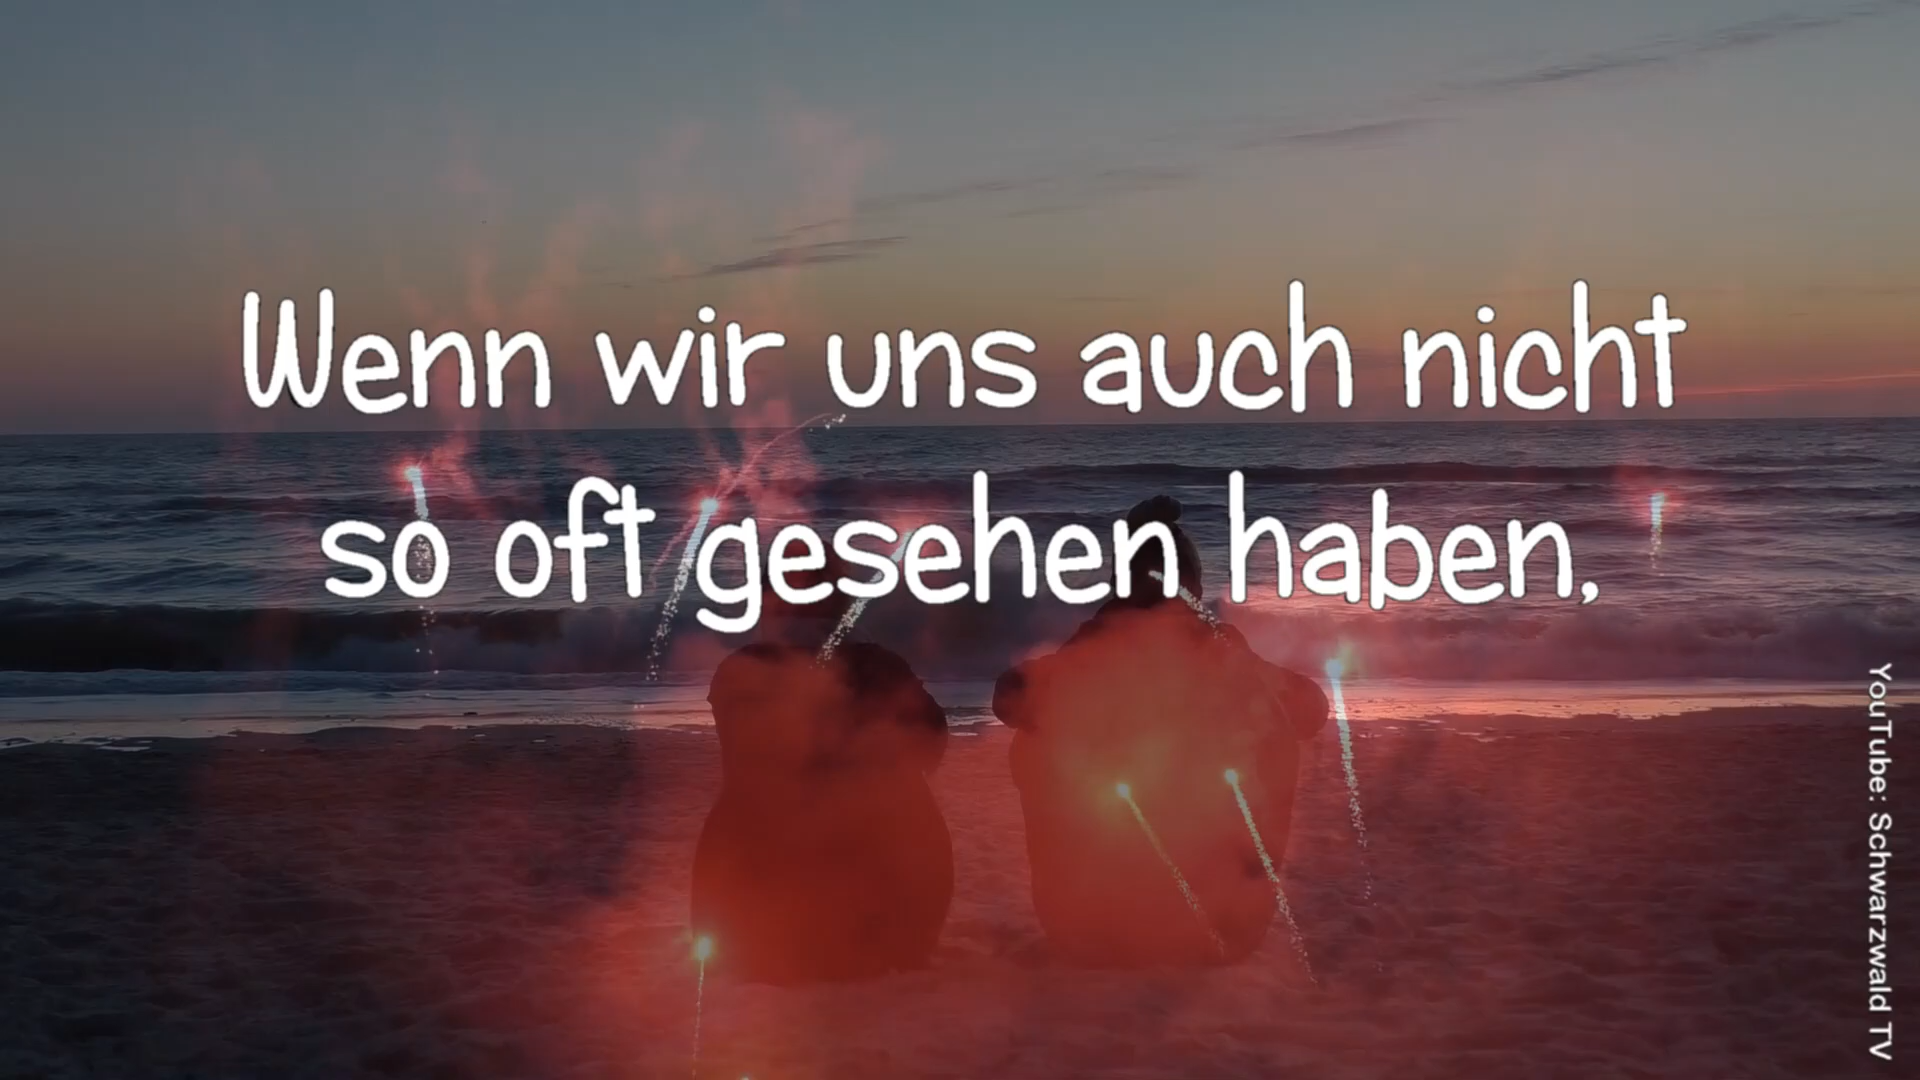 Wenn wir uns auch nicht
so oft gesehen haben,
YouTube: Schwarzwald TV